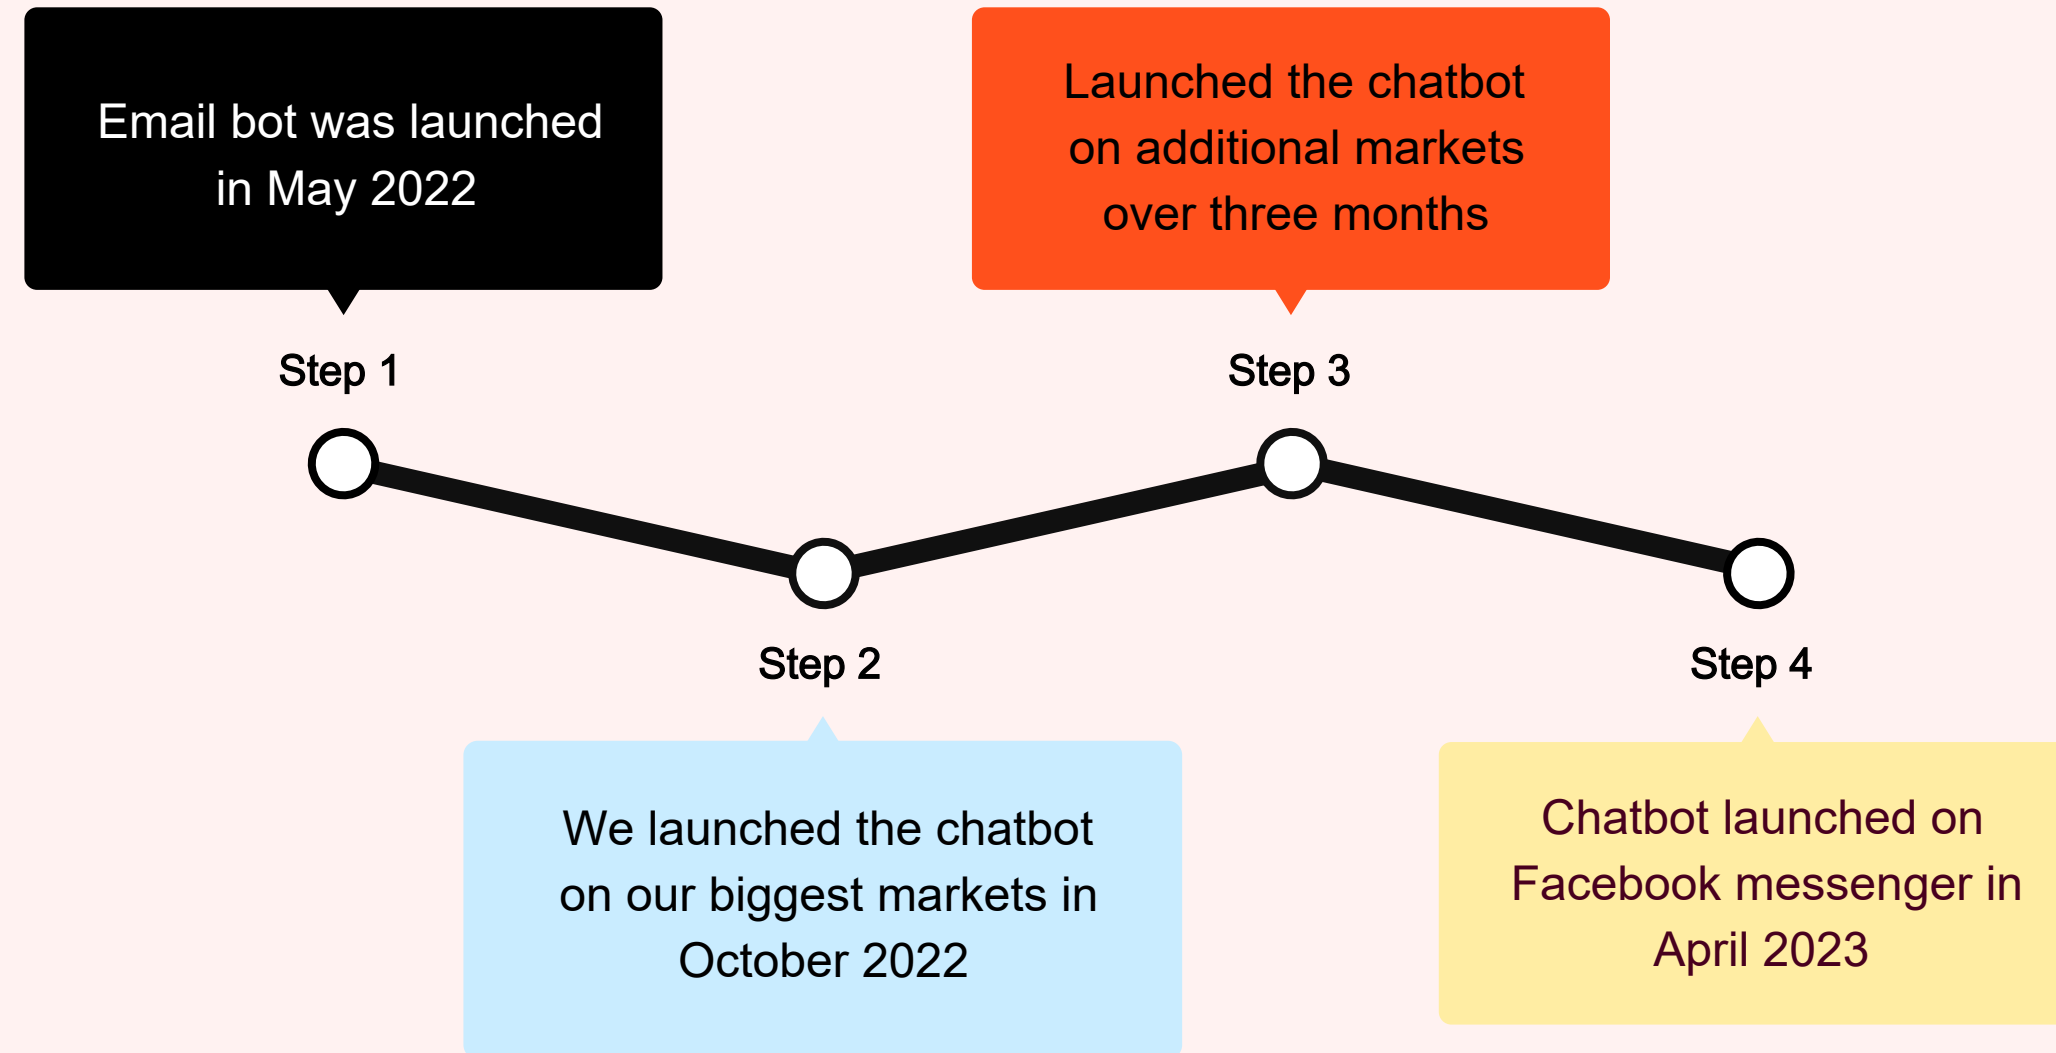 Email bot was launched
in May 2022
Step 1
Step 2
We launched the chatbot
on our biggest markets in
October 2022
Launched the chatbot
on additional markets
over three months
Step 3
Step 4
Chatbot launched on
Facebook messenger in
April 2023